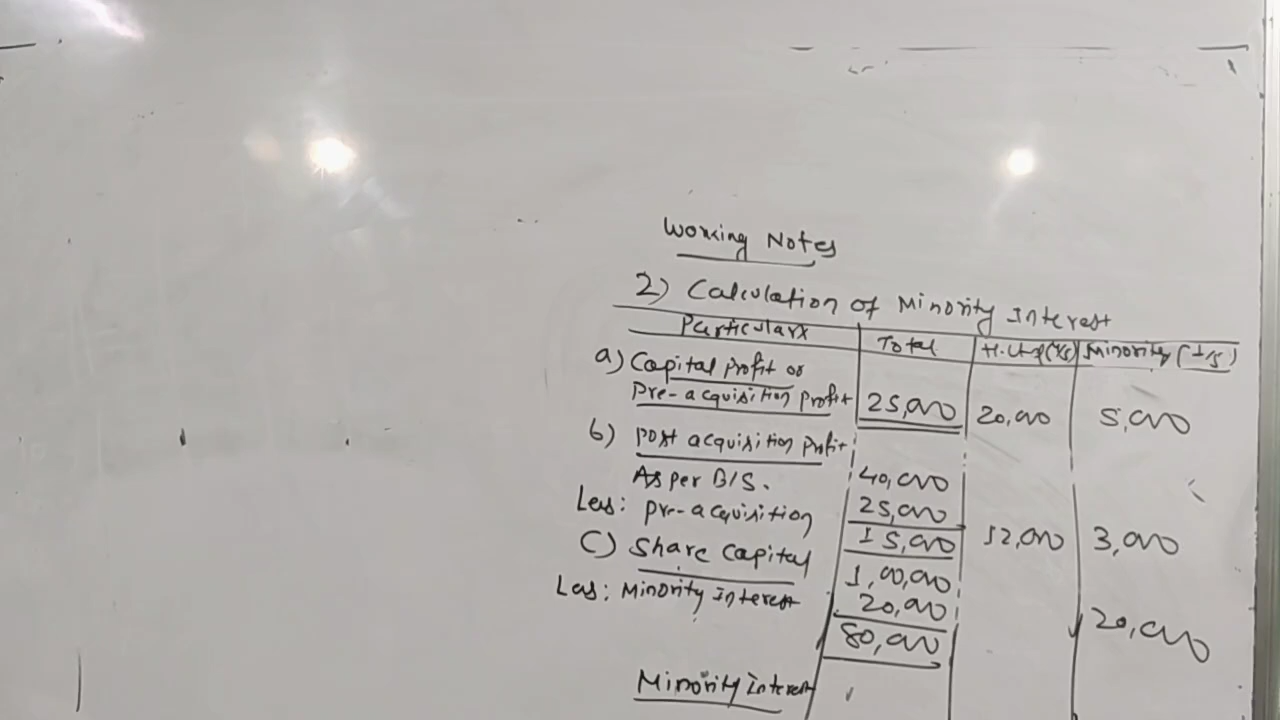 Working Notes
2) Calculation of Minority Interest
Particulars Total H.Ltd(4/5) Minority (1/5)
a) Capital profit or
Pre-acquisition profit 25,000 20,000 5,000
b) Post acquisition profit
As per B/S. 40,000
Less: Pre-acquisition 25,000
15,000 12,000 3,000
C) Share Capital 1,00,000
Less: Minority Interest 20,000 20,000
80,000
Minority Interest